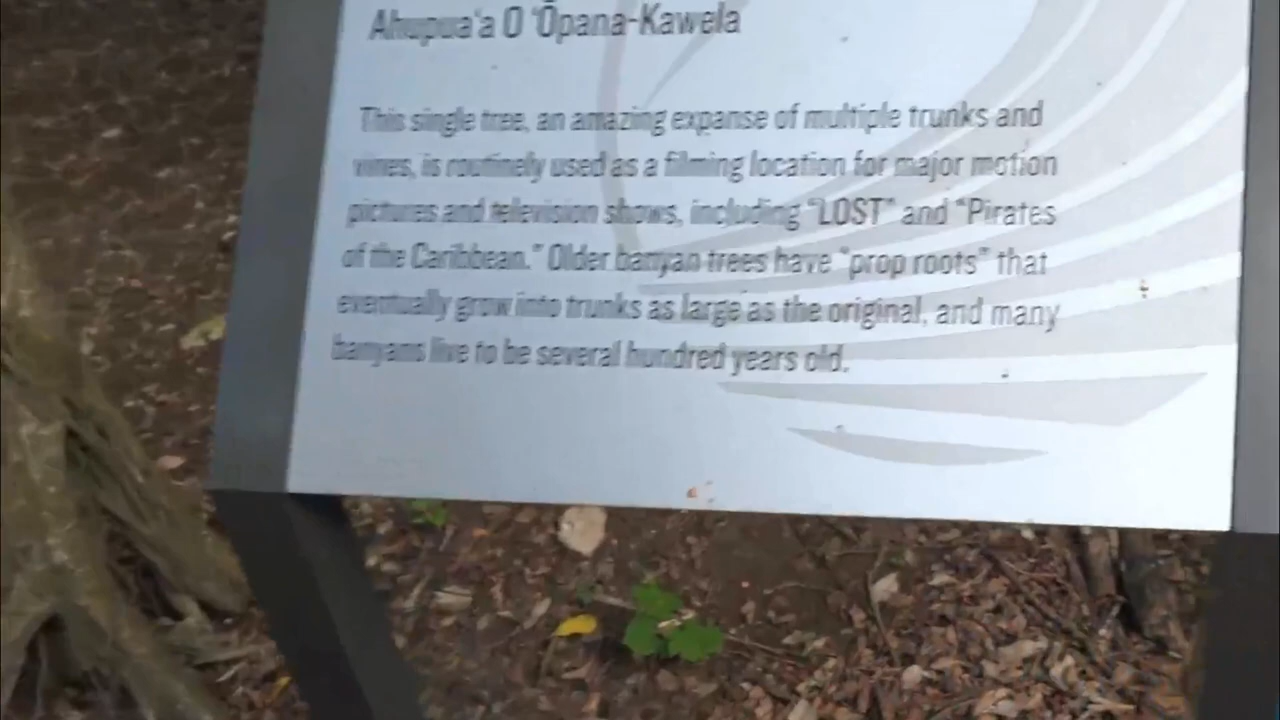 Ahupuaʻa O ʻŌpana-Kawela
This single tree, an amazing expanse of multiple trunks and
vines, is routinely used as a filming location for major motion
pictures and television shows, including "LOST" and "Pirates
of the Caribbean." Older banyan trees have "prop roots" that
eventually grow into trunks as large as the original, and many
banyans live to be several hundred years old.